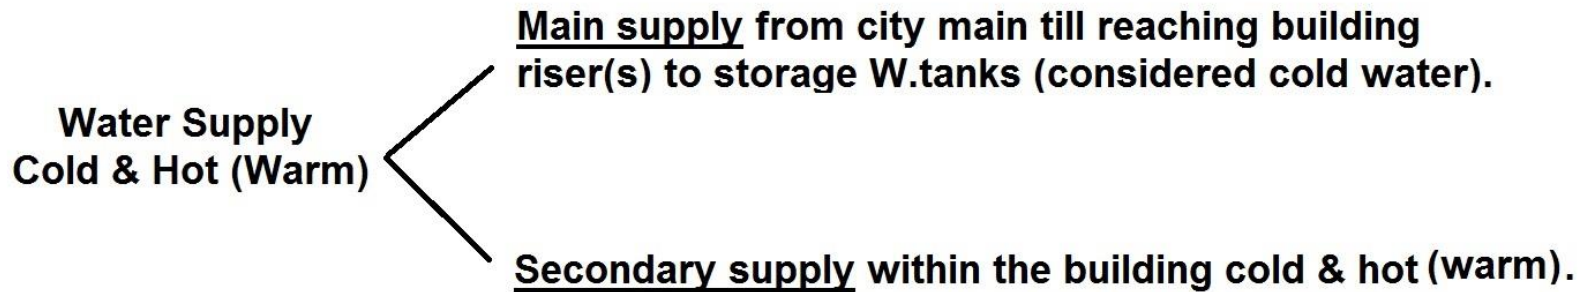 Main supply from city main till reaching building
riser(s) to storage W.tanks (considered cold water).
Water Supply
Cold & Hot (Warm)
Secondary supply within the building cold & hot (warm).